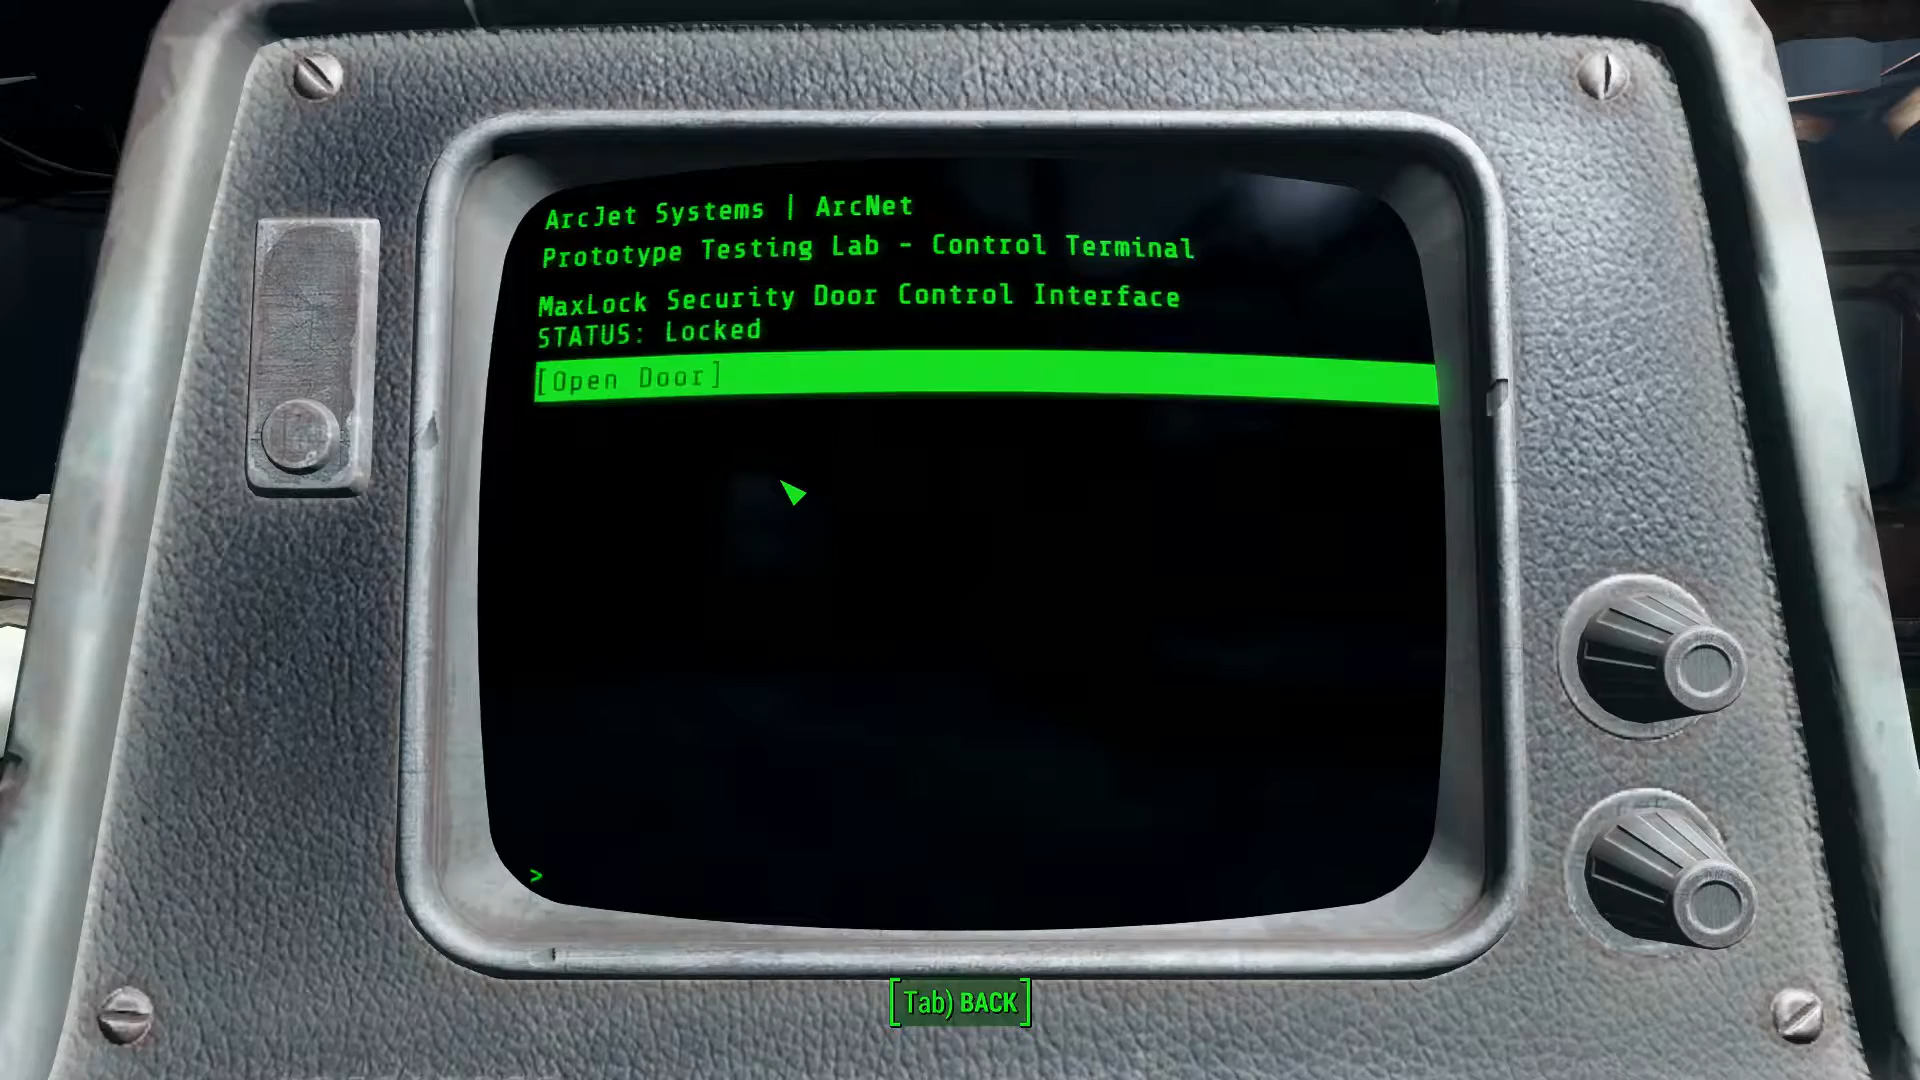 ArcJet Systems | ArcNet
Prototype Testing Lab - Control Terminal
MaxLock Security Door Control Interface
STATUS: Locked
[Open Door]
>
[Tab) BACK]